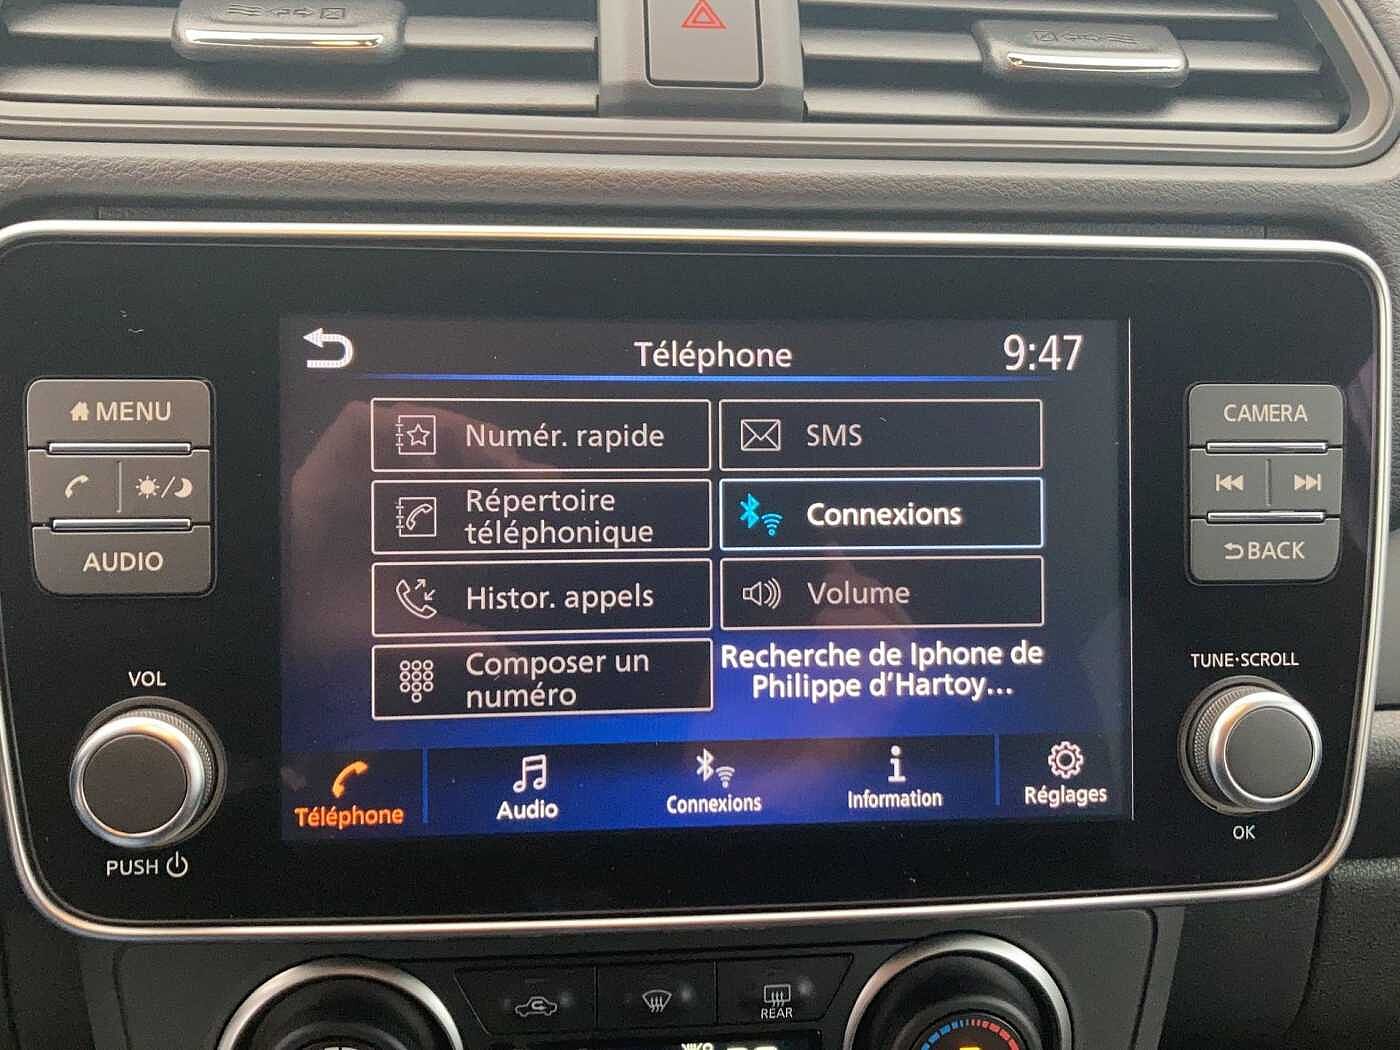 Téléphone
9:47
MENU
AUDIO
VOL
PUSH
Numér. rapide
Répertoire
téléphonique
Histor. appels
Composer un
numéro
SMS
Connexions
Volume
Recherche de Iphone de
Philippe d'Hartoy...
Téléphone
Audio
Connexions
Information
Réglages
CAMERA
BACK
TUNE·SCROLL
OK
REAR